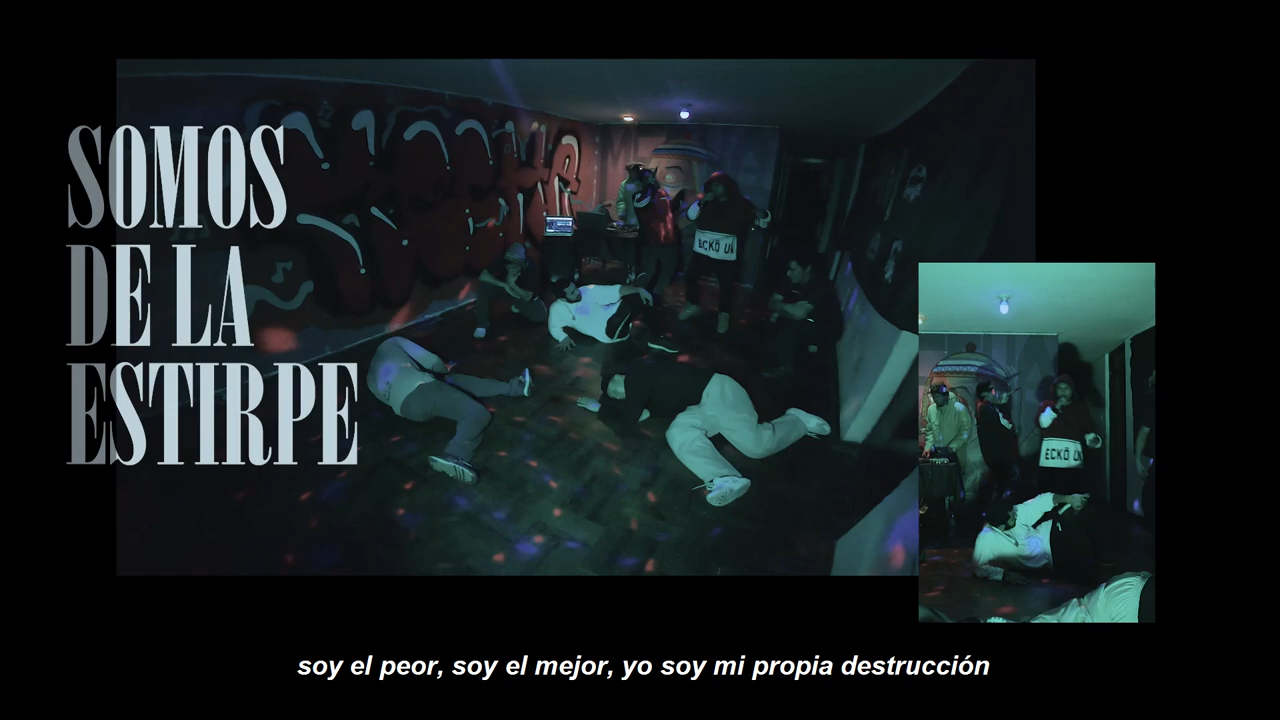 SOMOS
DE LA
ESTIRPE
ECKŌ UN
ECKŌ UN
soy el peor, soy el mejor, yo soy mi propia destrucción